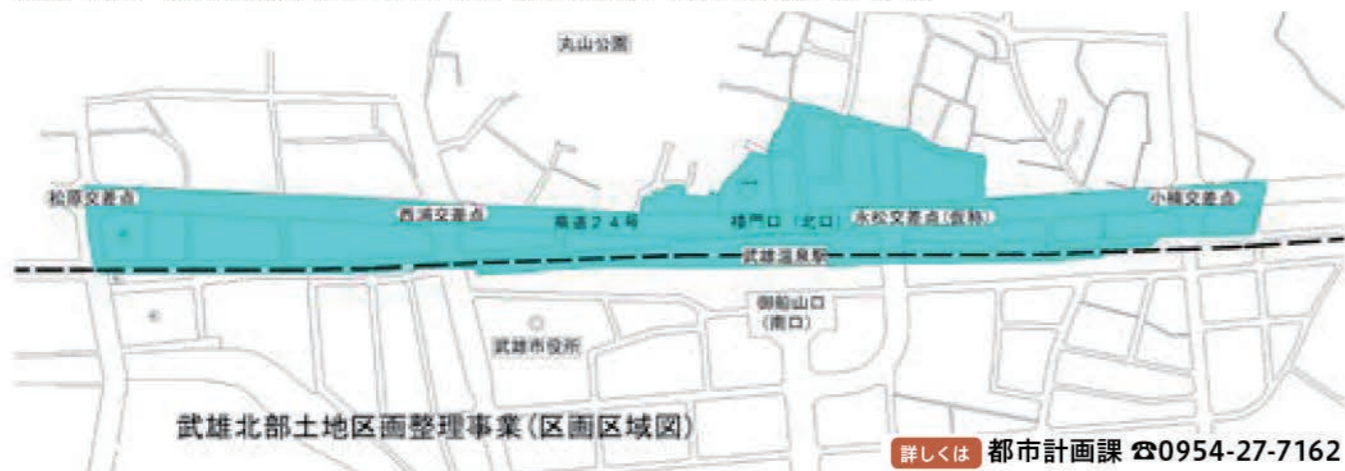 丸山公園
松原交差点
西浦交差点
県道24号
楼門口（北口）
永松交差点(仮称)
小楠交差点
武雄温泉駅
御船山口
（南口）
武雄市役所
武雄北部土地区画整理事業(区画区域図)
詳しくは 都市計画課 ☎0954-27-7162